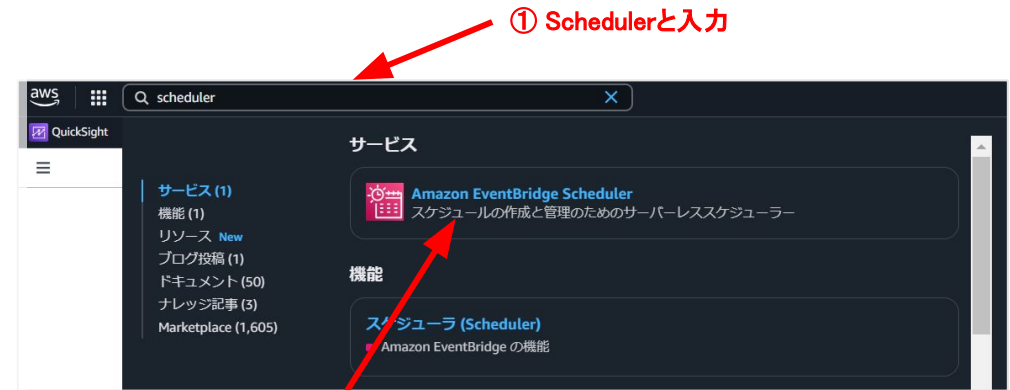 ① Schedulerと入力
aws
scheduler
QuickSight
サービス
サービス (1)
機能 (1)
リソース New
ブログ投稿 (1)
ドキュメント (50)
ナレッジ記事 (3)
Marketplace (1,605)
Amazon EventBridge Scheduler
スケジュールの作成と管理のためのサーバーレススケジューラー
機能
スケジューラ (Scheduler)
Amazon EventBridge の機能